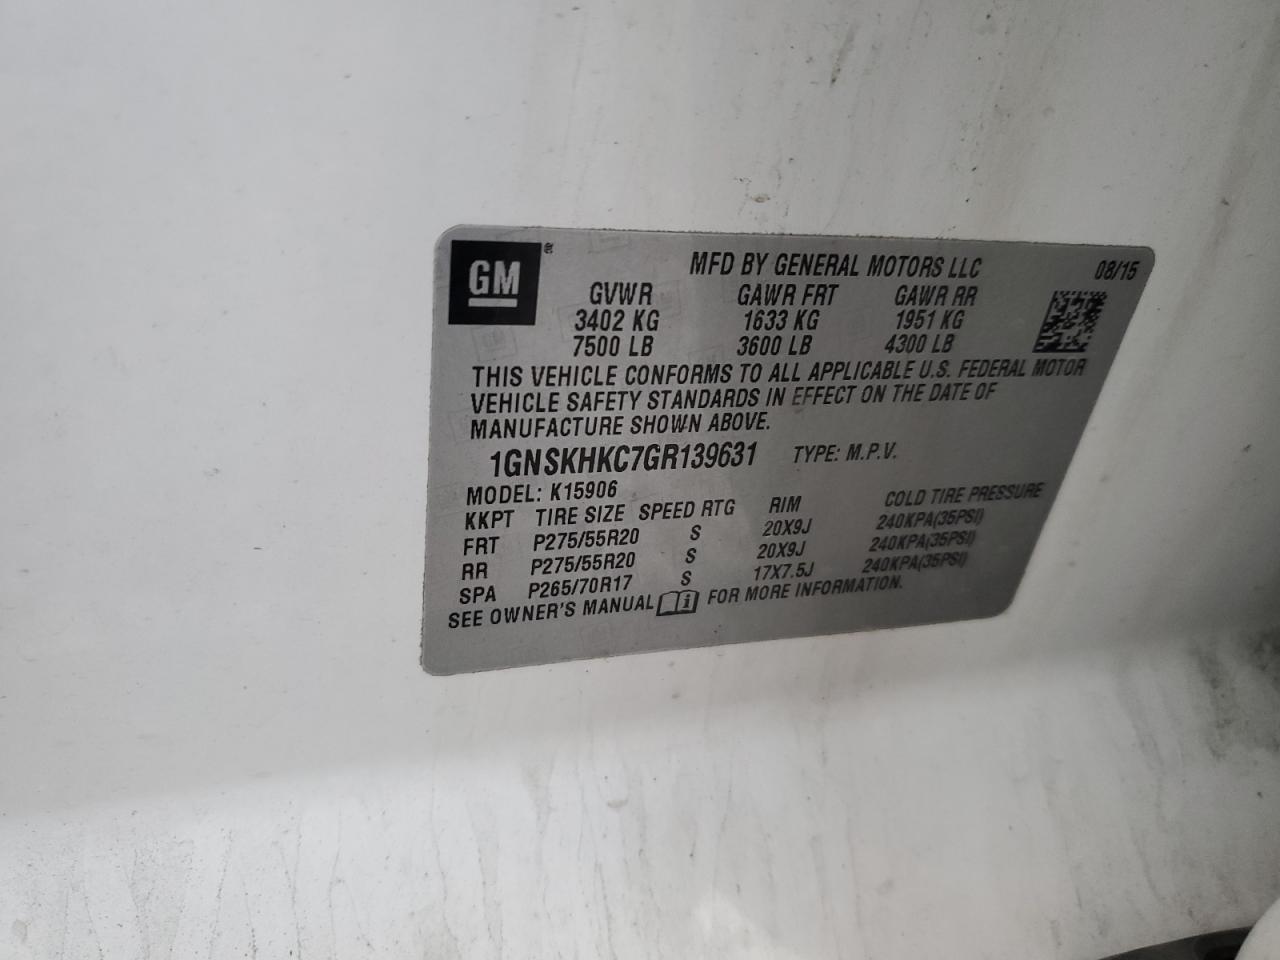 GM
MFD BY GENERAL MOTORS LLC 08/15
GVWR GAWR FRT GAWR RR
3402 KG 1633 KG 1951 KG
7500 LB 3600 LB 4300 LB
THIS VEHICLE CONFORMS TO ALL APPLICABLE U.S. FEDERAL MOTOR
VEHICLE SAFETY STANDARDS IN EFFECT ON THE DATE OF
MANUFACTURE SHOWN ABOVE.
1GNSKHKC7GR139631 TYPE: M.P.V.
MODEL: K15906
KKPT TIRE SIZE SPEED RTG RIM COLD TIRE PRESSURE
FRT P275/55R20 S 20X9J 240KPA(35PSI)
RR P275/55R20 S 20X9J 240KPA(35PSI)
SPA P265/70R17 S 17X7.5J 240KPA(35PSI)
SEE OWNER'S MANUAL FOR MORE INFORMATION.